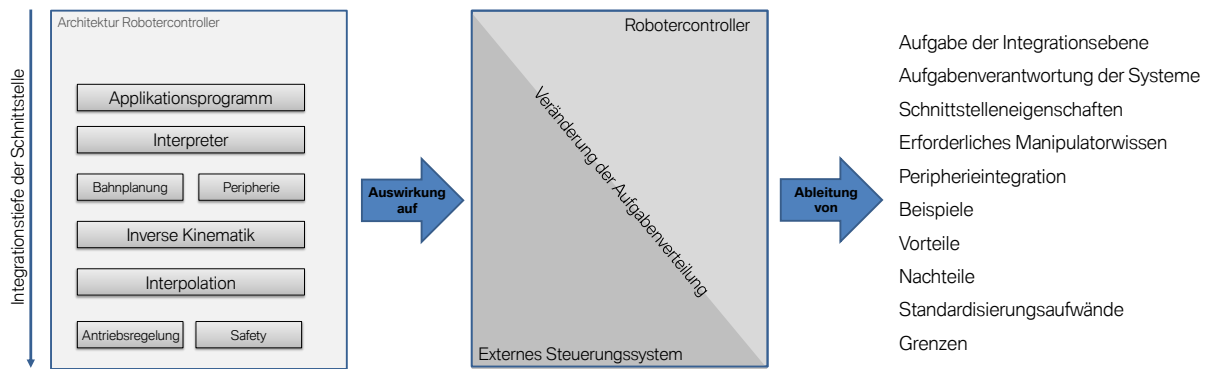 Integrationstiefe der Schnittstelle
Architektur Robotercontroller
Applikationsprogramm
Interpreter
Bahnplanung
Peripherie
Inverse Kinematik
Interpolation
Antriebsregelung
Safety
Auswirkung
auf
Robotercontroller
Veränderung der Aufgabenverteilung
Externes Steuerungssystem
Ableitung
von
Aufgabe der Integrationsebene
Aufgabenverantwortung der Systeme
Schnittstelleneigenschaften
Erforderliches Manipulatorwissen
Peripherieintegration
Beispiele
Vorteile
Nachteile
Standardisierungsaufwände
Grenzen